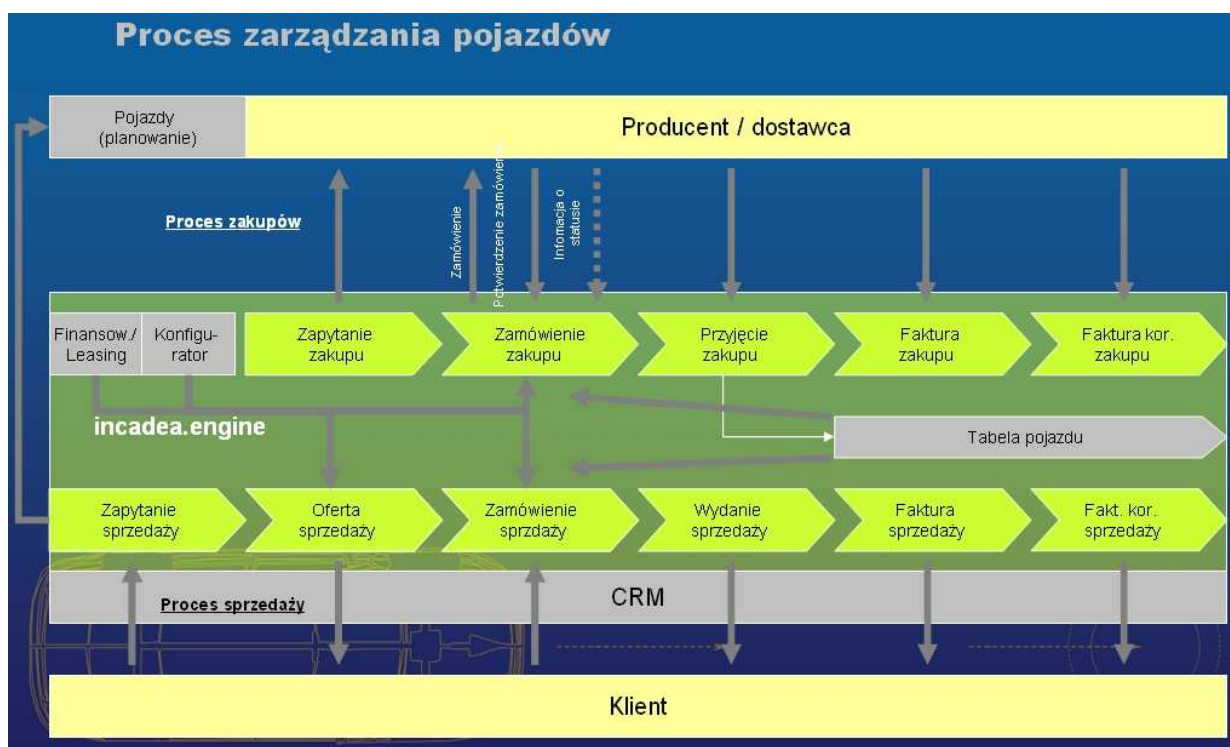 Proces zarządzania pojazdów
Pojazdy
(planowanie)
Producent / dostawca
Proces zakupów
Zamówienie
Potwierdzenie zamówienia
Infomacja o
statusie
Finansow./
Leasing
Konfigu-
rator
Zapytanie
zakupu
Zamówienie
zakupu
Przyjęcie
zakupu
Faktura
zakupu
Faktura kor.
zakupu
incadea.engine
Tabela pojazdu
Zapytanie
sprzedaży
Oferta
sprzedaży
Zamówienie
sprzdaży
Wydanie
sprzedaży
Faktura
sprzedaży
Fakt. kor.
sprzedaży
Proces sprzedaży
CRM
Klient